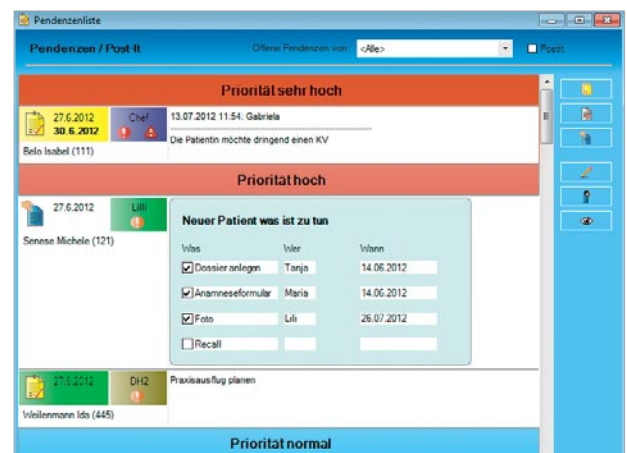 Pendenzenliste
Pendenzen / Post-It
Offene Pendenzen von: <Alle>
Postit
Priorität sehr hoch
27.6.2012 Chef
30.6.2012
Belo Isabel (111)
13.07.2012 11:54: Gabriela
Die Patientin möchte dringend einen KV
Priorität hoch
27.6.2012 Lilli
Senese Michele (121)
Neuer Patient was ist zu tun
Was Wer Wann
Dossier anlegen Tanja 14.06.2012
Anamneseformular Maria 14.06.2012
Foto Lili 26.07.2012
Recall
27.6.2012 DH2
Weilenmann Ida (445)
Praxisausflug planen
Priorität normal